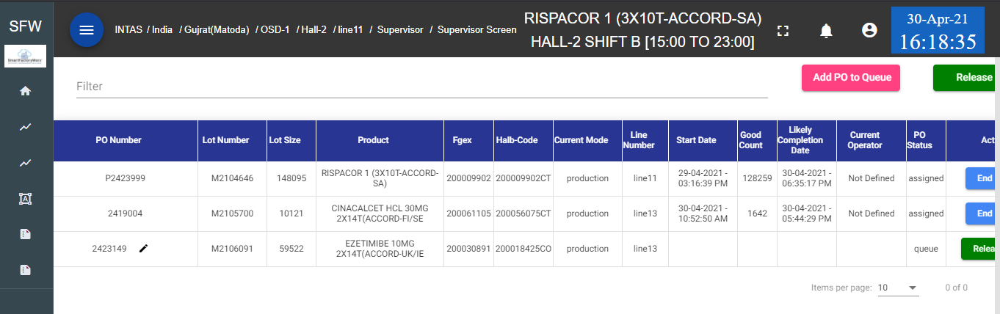 SFW
SmartFactoryWorx
INTAS / India / Gujrat(Matoda) / OSD-1 / Hall-2 / line11 / Supervisor / Supervisor Screen
RISPACOR 1 (3X10T-ACCORD-SA)
HALL-2 SHIFT B [15:00 TO 23:00]
30-Apr-21
16:18:35
Filter
Add PO to Queue
Release
PO Number Lot Number Lot Size Product Fgex Halb-Code Current Mode Line Number Start Date Good Count Likely Completion Date Current Operator PO Status Act
P2423999 M2104646 148095 RISPACOR 1 (3X10T-ACCORD-SA) 200009902 200009902CT production line11 29-04-2021 - 03:16:39 PM 128259 30-04-2021 - 06:35:17 PM Not Defined assigned End
2419004 M2105700 10121 CINACALCET HCL 30MG 2X14T(ACCORD-FI/SE 200061105 200056075CT production line13 30-04-2021 - 10:52:50 AM 1642 30-04-2021 - 05:44:29 PM Not Defined assigned End
2423149 M2106091 59522 EZETIMIBE 10MG 2X14T(ACCORD-UK/IE 200030891 200018425CO production line13 queue Relea
Items per page: 10 0 of 0